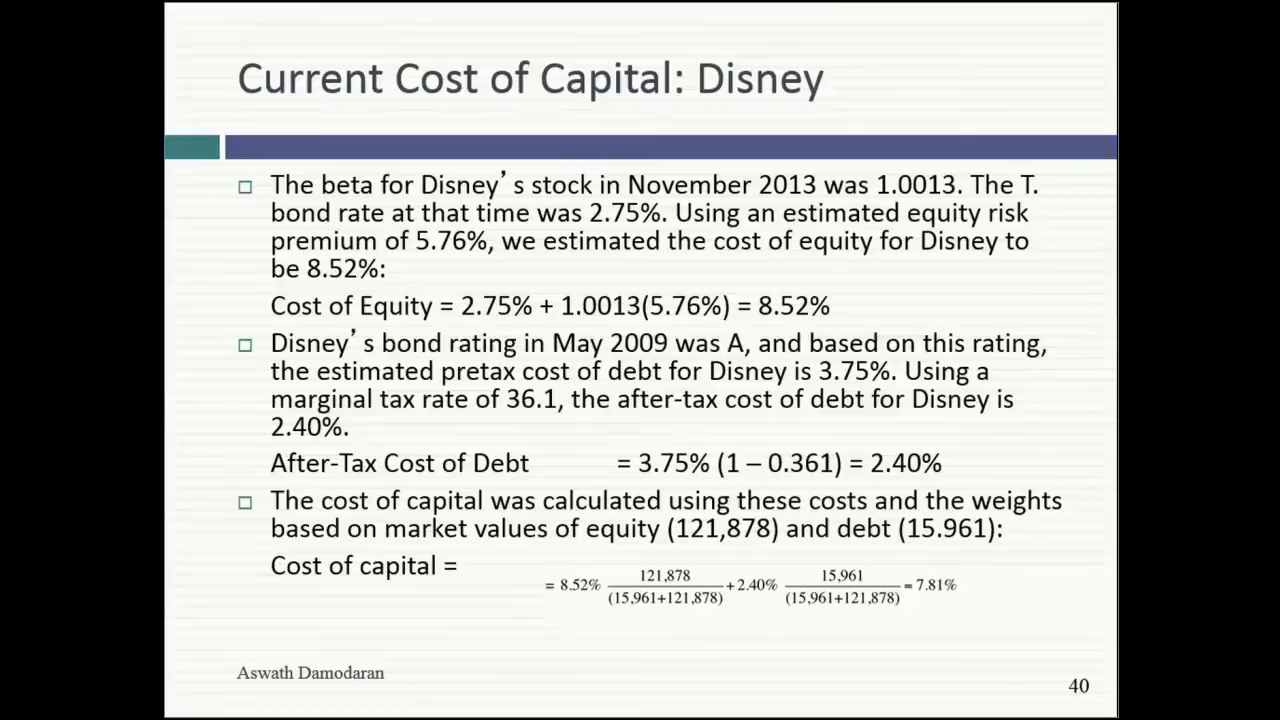 Current Cost of Capital: Disney
The beta for Disney’s stock in November 2013 was 1.0013. The T.
bond rate at that time was 2.75%. Using an estimated equity risk
premium of 5.76%, we estimated the cost of equity for Disney to
be 8.52%:
Cost of Equity = 2.75% + 1.0013(5.76%) = 8.52%
Disney’s bond rating in May 2009 was A, and based on this rating,
the estimated pretax cost of debt for Disney is 3.75%. Using a
marginal tax rate of 36.1, the after-tax cost of debt for Disney is
2.40%.
After-Tax Cost of Debt = 3.75% (1 – 0.361) = 2.40%
The cost of capital was calculated using these costs and the weights
based on market values of equity (121,878) and debt (15.961):
Cost of capital =
= 8.52% 121,878/(15,961+121,878) + 2.40% 15,961/(15,961+121,878) = 7.81%
Aswath Damodaran
40